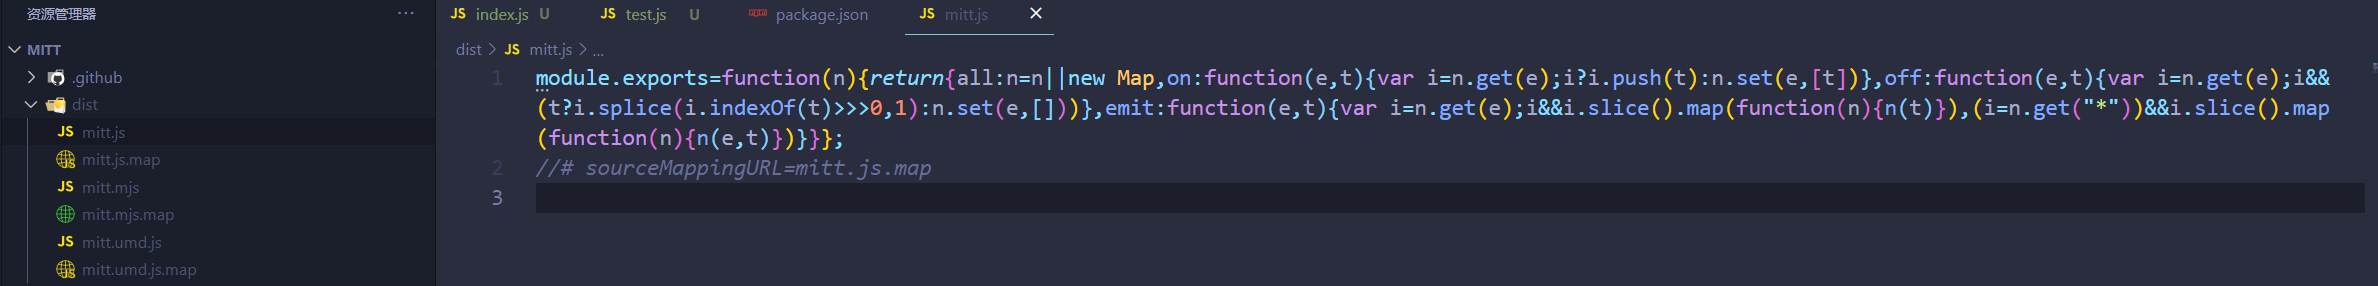 资源管理器 ···
MITT
.github
dist
JS mitt.js
JS mitt.js.map
JS mitt.mjs
mitt.mjs.map
JS mitt.umd.js
JS mitt.umd.js.map
JS index.js U JS test.js U package.json JS mitt.js ×
dist > JS mitt.js > ...
1 module.exports=function(n){return{all:n=n||new Map,on:function(e,t){var i=n.get(e);i?i.push(t):n.set(e,[t])},off:function(e,t){var i=n.get(e);i&&
(t?i.splice(i.indexOf(t)>>>0,1):n.set(e,[]))},emit:function(e,t){var i=n.get(e);i&&i.slice().map(function(n){n(t)}),(i=n.get("*"))&&i.slice().map
(function(n){n(e,t)})}}};
2 //# sourceMappingURL=mitt.js.map
3